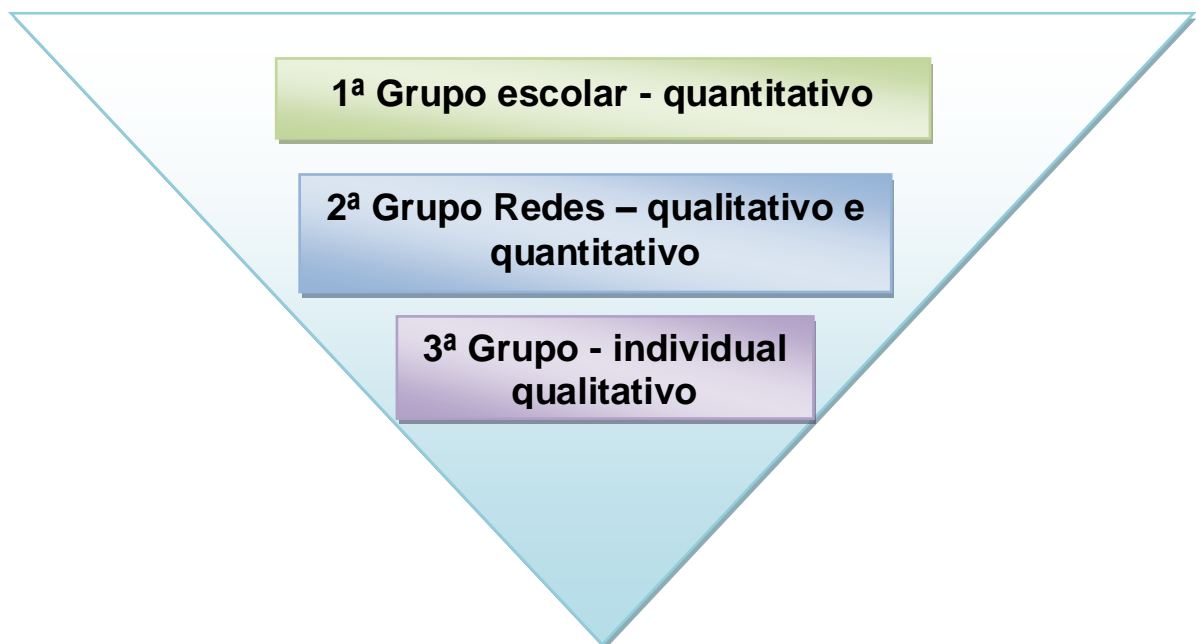 1ª Grupo escolar - quantitativo
2ª Grupo Redes – qualitativo e
quantitativo
3ª Grupo - individual
qualitativo